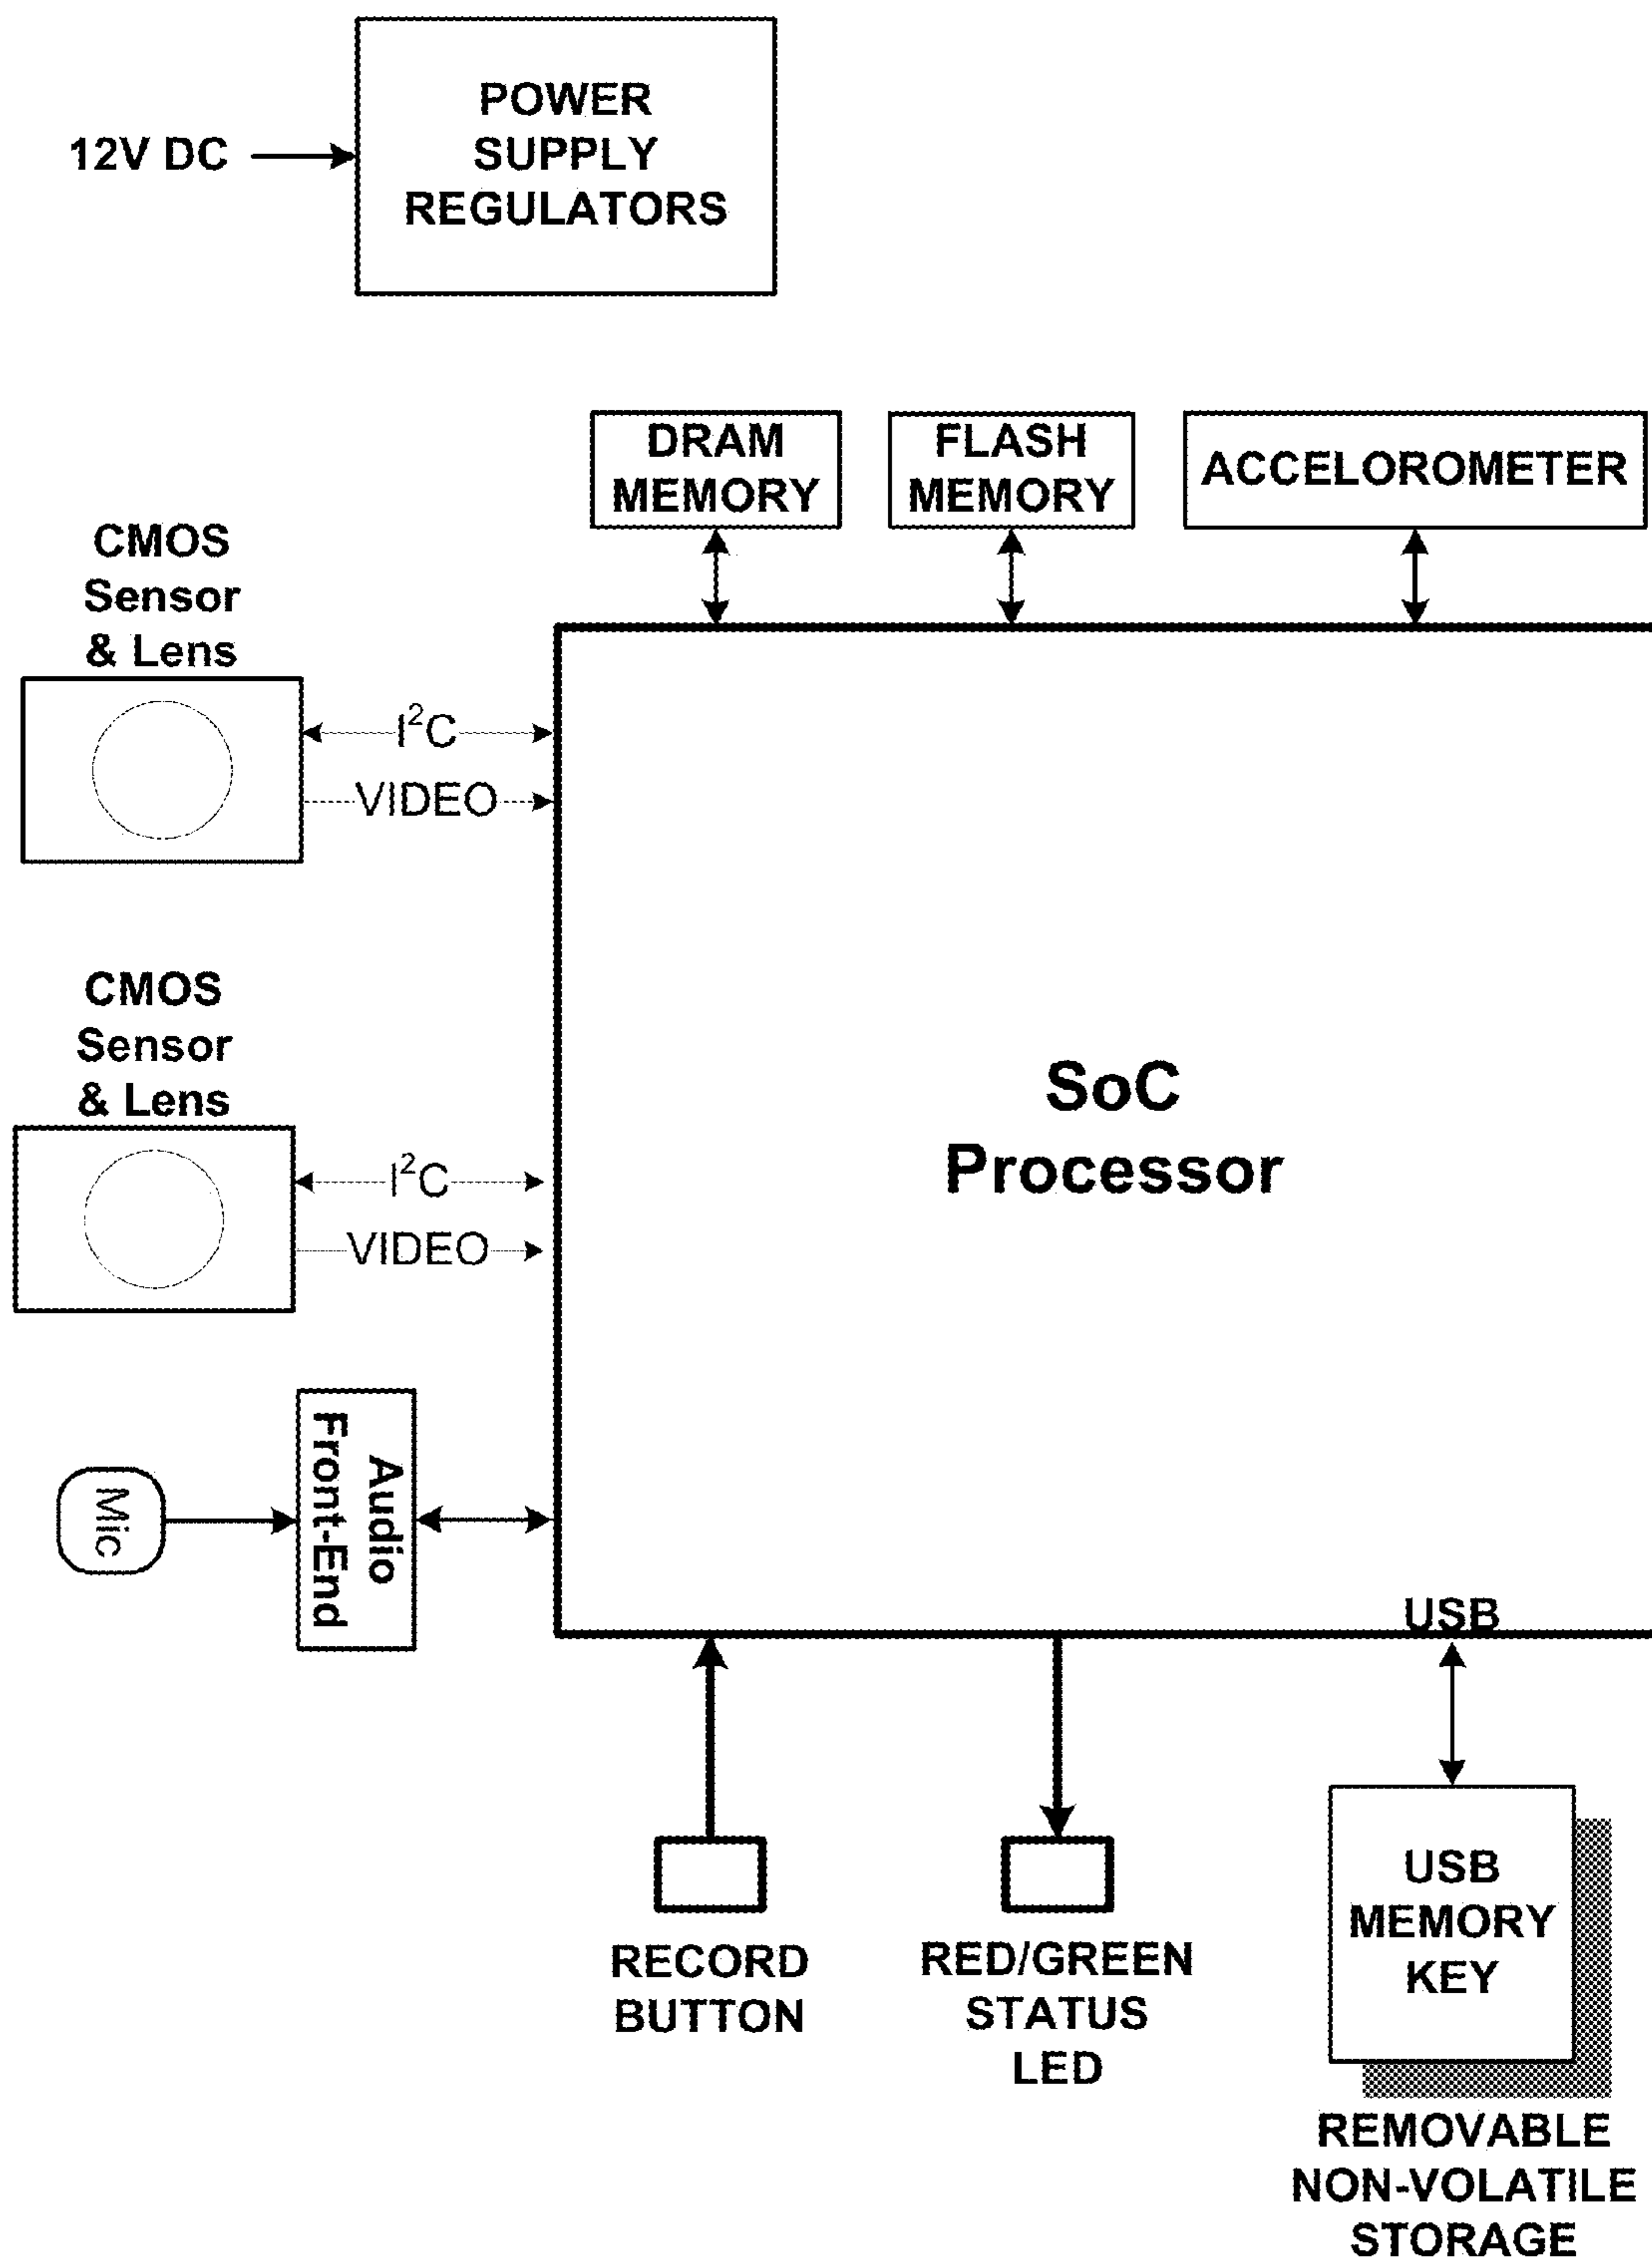 POWER
SUPPLY
REGULATORS
12V DC
DRAM
MEMORY
FLASH
MEMORY
ACCELOROMETER
CMOS
Sensor
& Lens
I²C
VIDEO
CMOS
Sensor
& Lens
I²C
VIDEO
SoC
Processor
Mic
Audio
Front-End
USB
RECORD
BUTTON
RED/GREEN
STATUS
LED
USB
MEMORY
KEY
REMOVABLE
NON-VOLATILE
STORAGE